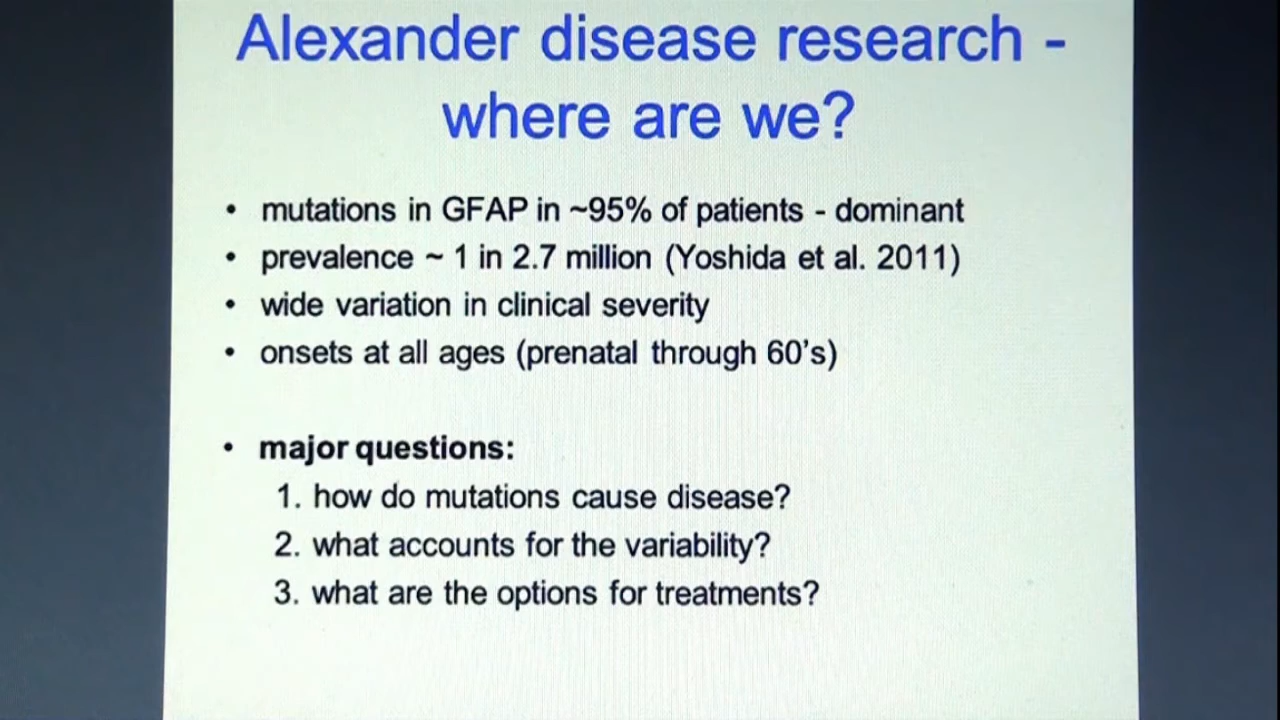 Alexander disease research -
where are we?
• mutations in GFAP in ~95% of patients - dominant
• prevalence ~ 1 in 2.7 million (Yoshida et al. 2011)
• wide variation in clinical severity
• onsets at all ages (prenatal through 60's)
• major questions:
1. how do mutations cause disease?
2. what accounts for the variability?
3. what are the options for treatments?